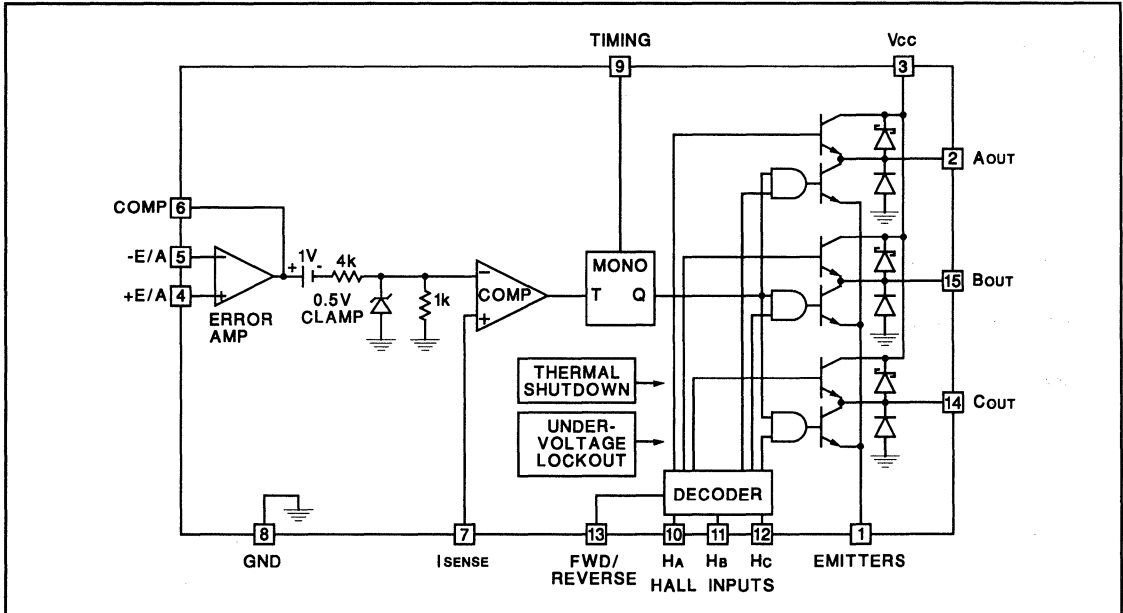 TIMING
Vcc
9
3
2 AOUT
COMP 6
-E/A 5
+E/A 4
+ 1V -
4k
0.5V
CLAMP
1k
ERROR
AMP
-
+
-
COMP
+
MONO
T Q
15 BOUT
THERMAL
SHUTDOWN
UNDER-
VOLTAGE
LOCKOUT
14 COUT
DECODER
8
7
13
10
11
12
1
GND
ISENSE
FWD/
REVERSE
HA
HB
HC
HALL INPUTS
EMITTERS